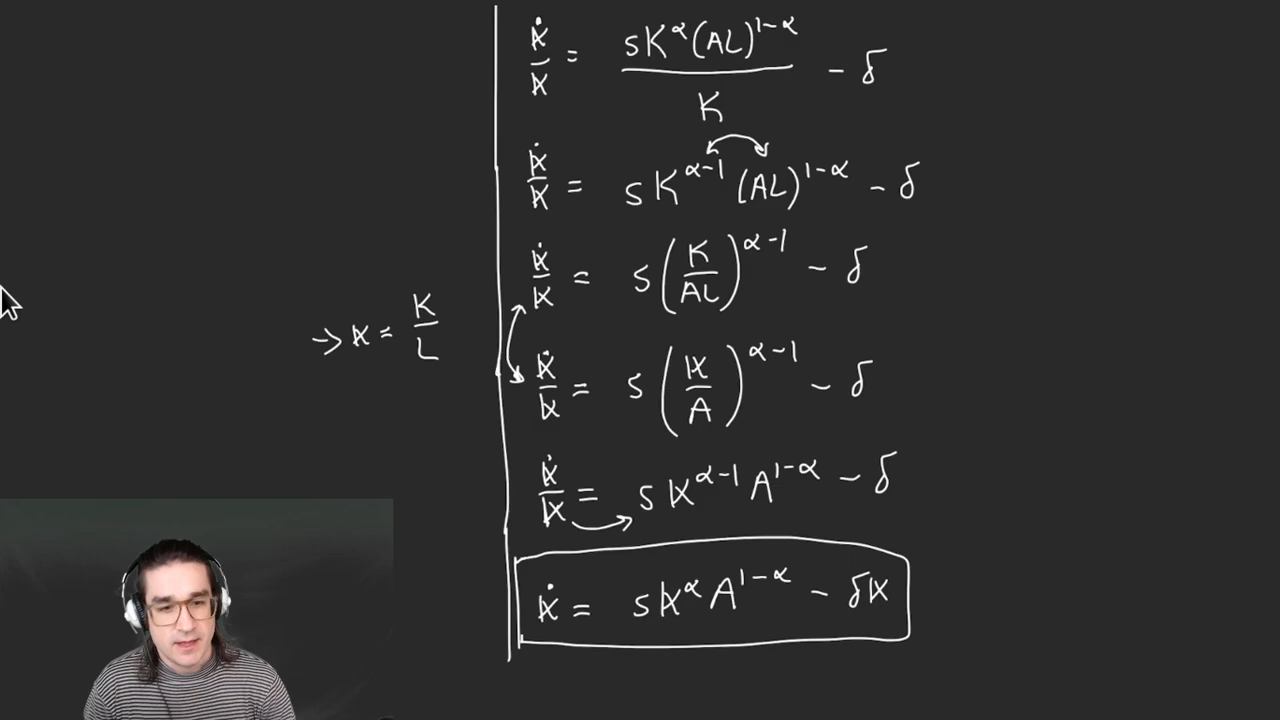 k̇/k = sK^α(AL)^(1-α) / K - δ
k̇/k = sK^(α-1)(AL)^(1-α) - δ
k̇/k = s(K/AL)^(α-1) - δ
→ k = K/L
k̇/k = s(k/A)^(α-1) - δ
k̇/k = sk^(α-1)A^(1-α) - δ
k̇ = sk^αA^(1-α) - δk